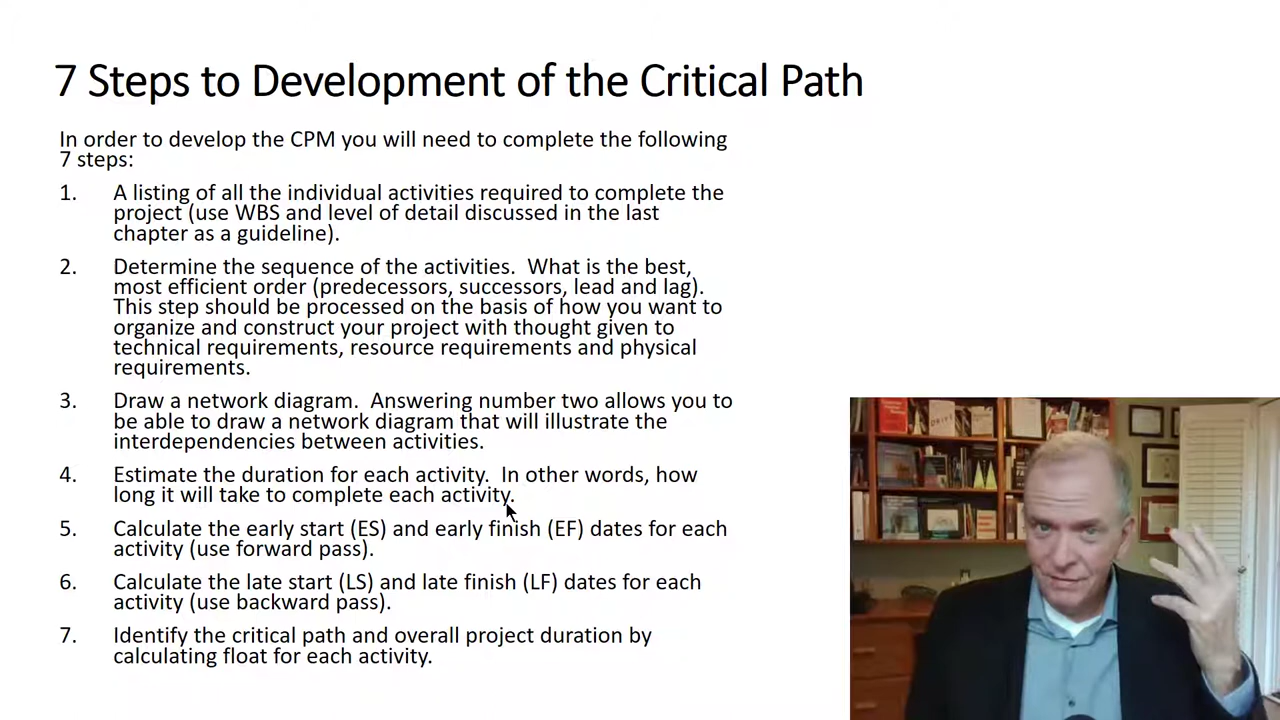 7 Steps to Development of the Critical Path
In order to develop the CPM you will need to complete the following
7 steps:
1. A listing of all the individual activities required to complete the
project (use WBS and level of detail discussed in the last
chapter as a guideline).
2. Determine the sequence of the activities.  What is the best,
most efficient order (predecessors, successors, lead and lag).
This step should be processed on the basis of how you want to
organize and construct your project with thought given to
technical requirements, resource requirements and physical
requirements.
3. Draw a network diagram.  Answering number two allows you to
be able to draw a network diagram that will illustrate the
interdependencies between activities.
4. Estimate the duration for each activity.  In other words, how
long it will take to complete each activity.
5. Calculate the early start (ES) and early finish (EF) dates for each
activity (use forward pass).
6. Calculate the late start (LS) and late finish (LF) dates for each
activity (use backward pass).
7. Identify the critical path and overall project duration by
calculating float for each activity.
DRIVE